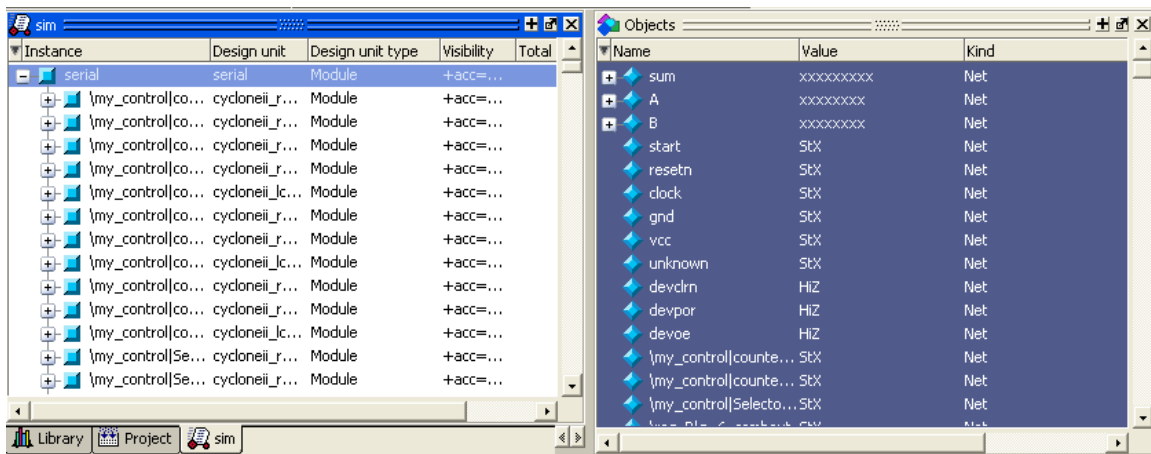 sim
Instance Design unit Design unit type Visibility Total
serial serial Module +acc=...
\my_control|co... cycloneii_r... Module +acc=...
\my_control|co... cycloneii_r... Module +acc=...
\my_control|co... cycloneii_r... Module +acc=...
\my_control|co... cycloneii_r... Module +acc=...
\my_control|co... cycloneii_lc... Module +acc=...
\my_control|co... cycloneii_r... Module +acc=...
\my_control|co... cycloneii_r... Module +acc=...
\my_control|co... cycloneii_lc... Module +acc=...
\my_control|co... cycloneii_r... Module +acc=...
\my_control|co... cycloneii_lc... Module +acc=...
\my_control|Se... cycloneii_r... Module +acc=...
\my_control|Se... cycloneii_r... Module +acc=...
Library Project sim
Objects
Name Value Kind
sum xxxxxxxxx Net
A xxxxxxxx Net
B xxxxxxxx Net
start StX Net
resetn StX Net
clock StX Net
gnd StX Net
vcc StX Net
unknown StX Net
devclrn HiZ Net
devpor HiZ Net
devoe HiZ Net
\my_control|counte... StX Net
\my_control|counte... StX Net
\my_control|Selecto... StX Net